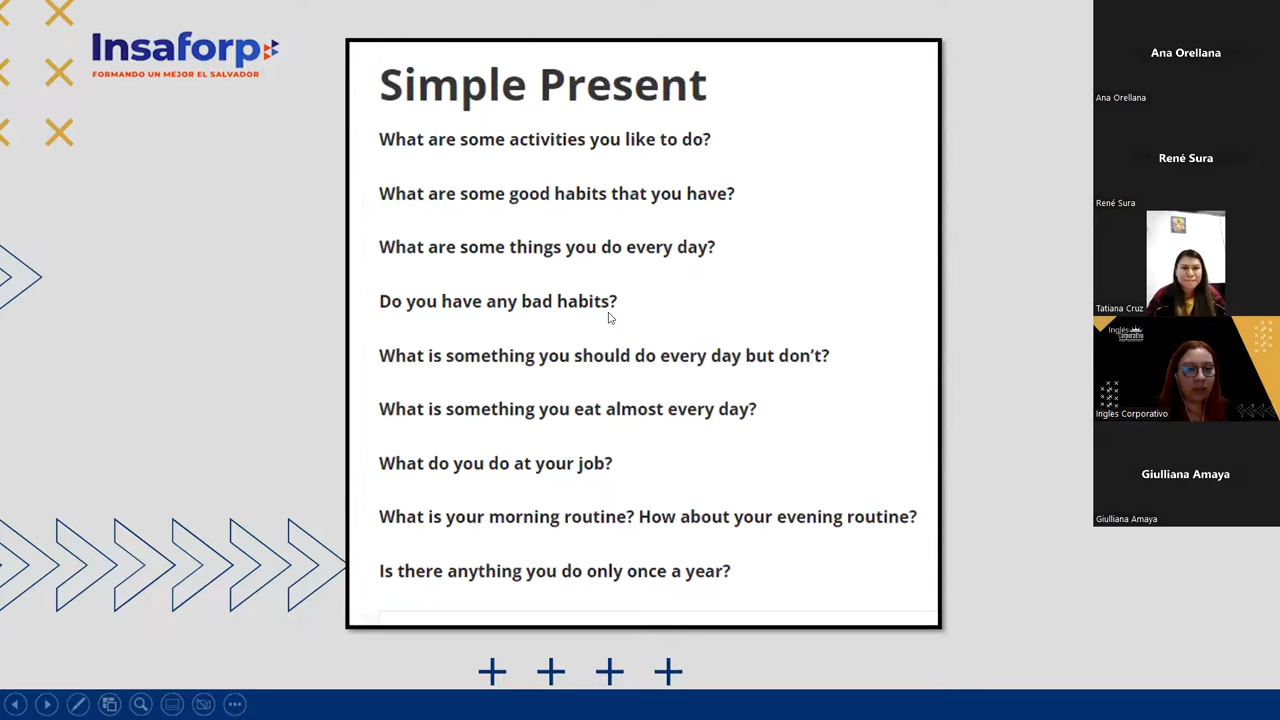 Insaforp
FORMANDO UN MEJOR EL SALVADOR
Simple Present
What are some activities you like to do?
What are some good habits that you have?
What are some things you do every day?
Do you have any bad habits?
What is something you should do every day but don't?
What is something you eat almost every day?
What do you do at your job?
What is your morning routine? How about your evening routine?
Is there anything you do only once a year?
Ana Orellana
Ana Orellana
René Sura
René Sura
Tatiana Cruz
Inglés
Corporativo
Ingles Corporativo
Giulliana Amaya
Giulliana Amaya